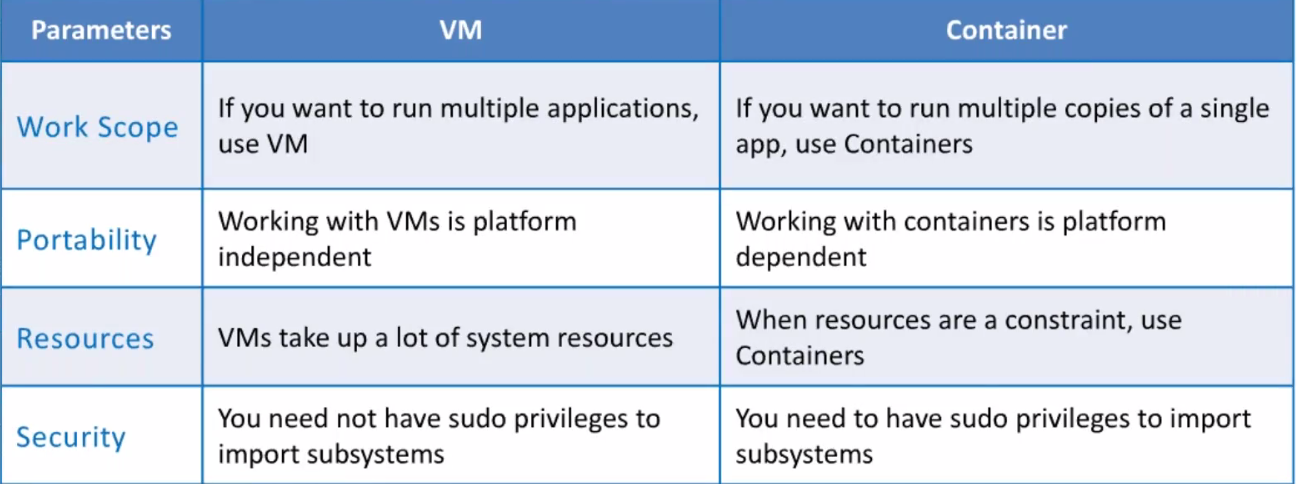 Parameters VM Container
Work Scope
If you want to run multiple applications,
use VM
If you want to run multiple copies of a single
app, use Containers
Portability
Working with VMs is platform
independent
Working with containers is platform
dependent
Resources
VMs take up a lot of system resources
When resources are a constraint, use
Containers
Security
You need not have sudo privileges to
import subsystems
You need to have sudo privileges to import
subsystems